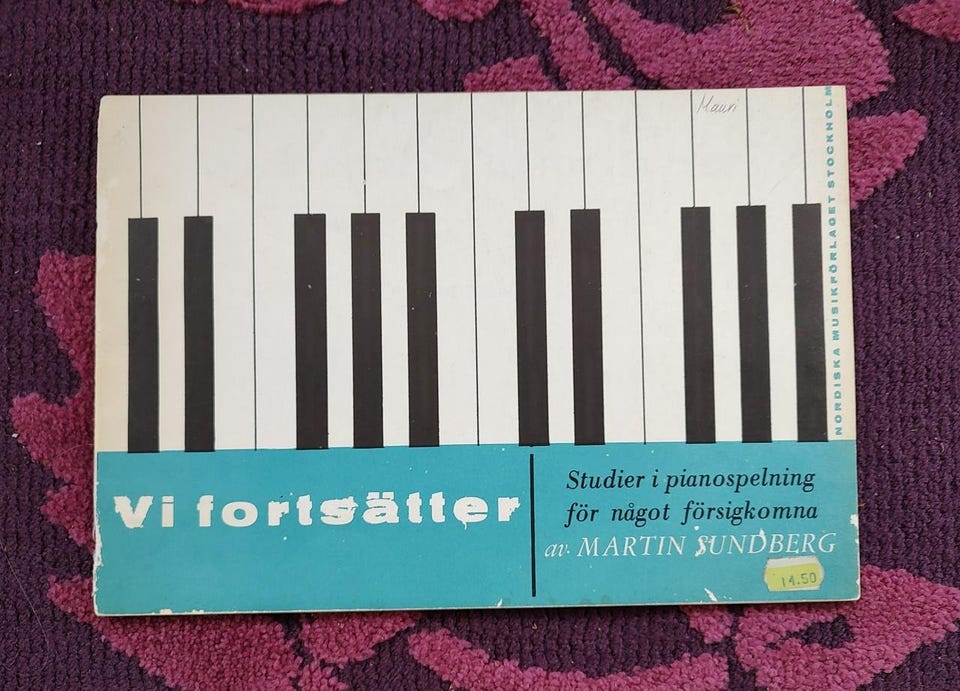 Mauri
NORDISKA MUSIKFÖRLAGET STOCKHOLM
Vi fortsätter
Studier i pianospelning
för något försigkomna
av MARTIN SUNDBERG
14.50